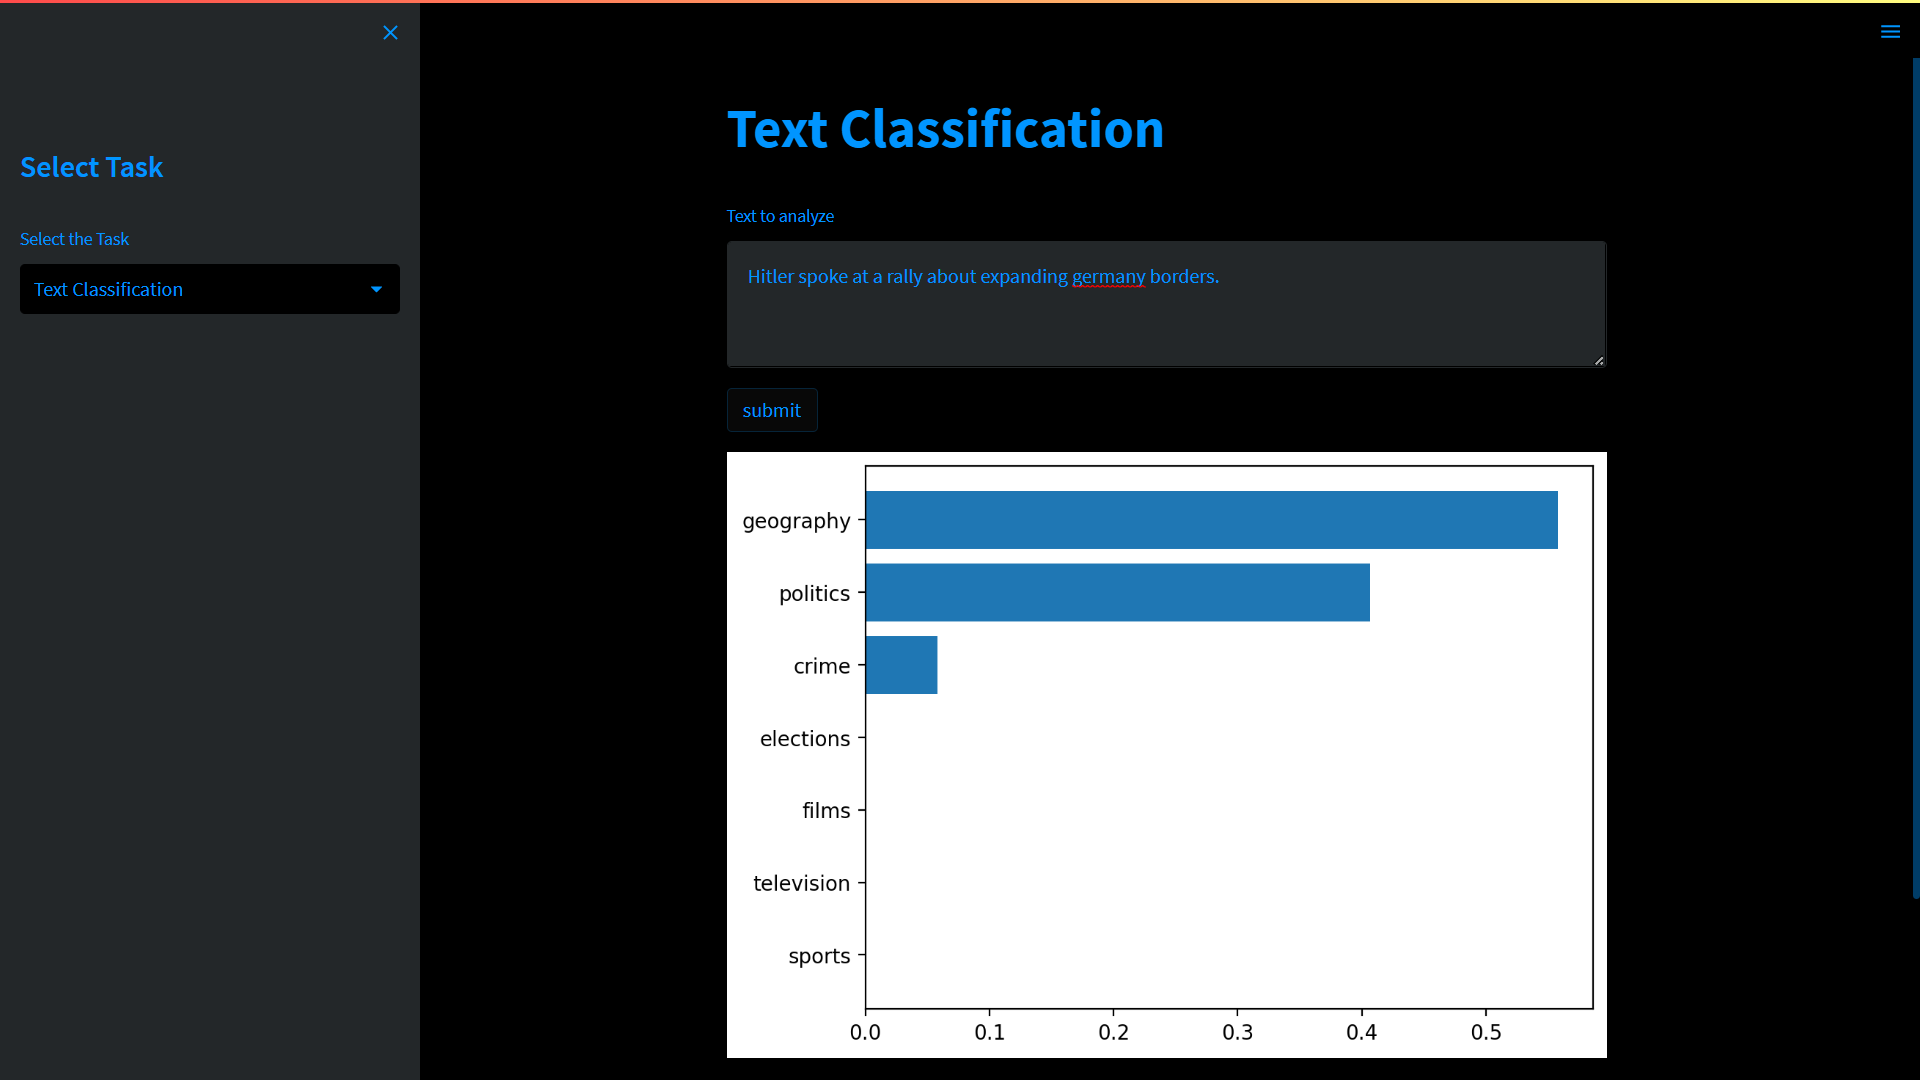 Select Task
Select the Task
Text Classification
Text Classification
Text to analyze
Hitler spoke at a rally about expanding germany borders.
submit
geography
politics
crime
elections
films
television
sports
0.0 0.1 0.2 0.3 0.4 0.5